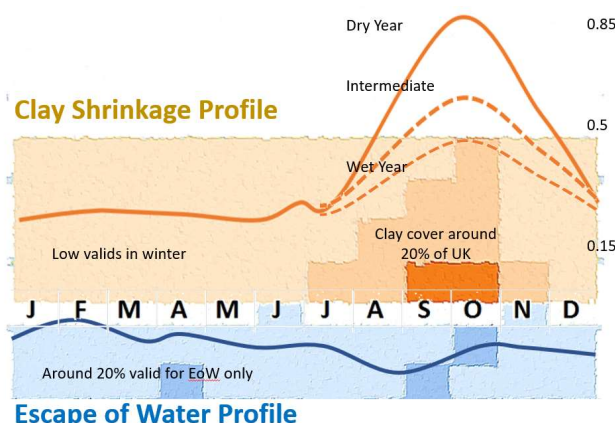 Dry Year
0.85
Intermediate
Clay Shrinkage Profile
0.5
Wet Year
Clay cover around
20% of UK
Low valids in winter
0.15
J F M A M J J A S O N D
Around 20% valid for EoW only
Escape of Water Profile